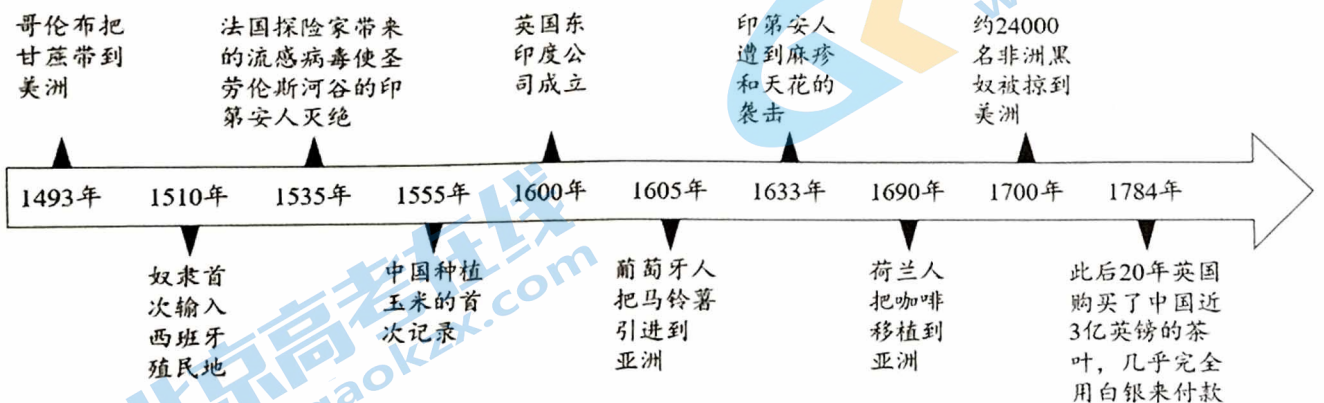 哥伦布把
甘蔗带到
美洲
法国探险家带来
的流感病毒使圣
劳伦斯河谷的印
第安人灭绝
英国东
印度公
司成立
印第安人
遭到麻疹
和天花的
袭击
约24000
名非洲黑
奴被掠到
美洲
1493年
1510年
1535年
1555年
1600年
1605年
1633年
1690年
1700年
1784年
奴隶首
次输入
西班牙
殖民地
中国种植
玉米的首
次记录
葡萄牙人
把马铃薯
引进到
亚洲
荷兰人
把咖啡
移植到
亚洲
此后20年英国
购买了中国近
3亿英镑的茶
叶，几乎完全
用白银来付款
北京高考在线
gaokzx.com